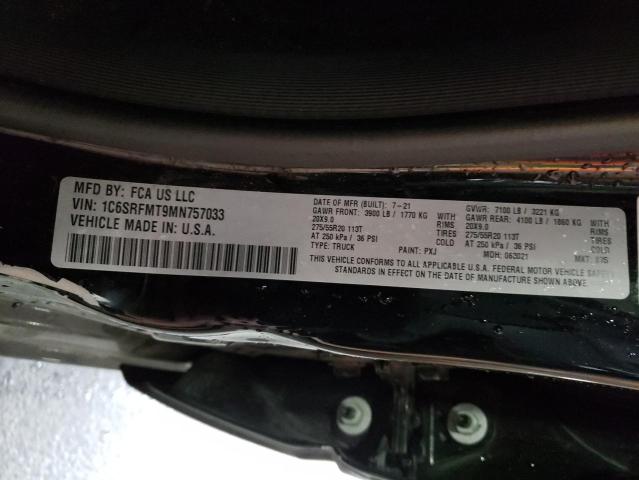 MFD BY: FCA US LLC
VIN: 1C6SRFMT9MN757033
VEHICLE MADE IN: U.S.A.
DATE OF MFR (BUILT): 7-21
GAWR FRONT: 3900 LB / 1770 KG WITH
20X9.0 RIMS
275/55R20 113T TIRES
AT 250 kPa / 36 PSI COLD
TYPE: TRUCK PAINT: PXJ
GVWR: 7100 LB / 3221 KG
GAWR REAR: 4100 LB / 1860 KG WITH
20X9.0 RIMS
275/55R20 113T TIRES
AT 250 kPa / 36 PSI COLD
MDH: 062021 MKT:
THIS VEHICLE CONFORMS TO ALL APPLICABLE U.S.A. FEDERAL MOTOR VEHICLE SAFETY
STANDARDS IN EFFECT ON THE DATE OF MANUFACTURE SHOWN ABOVE